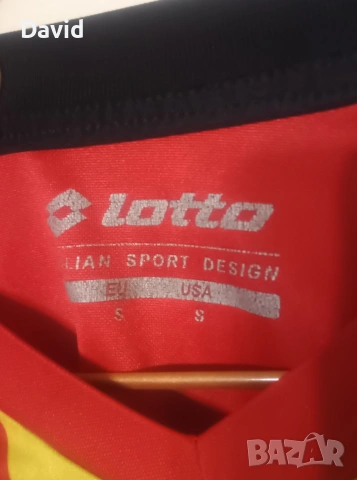 David
lotto
LIAN SPORT DESIGN
EU USA
S S
BAZAR